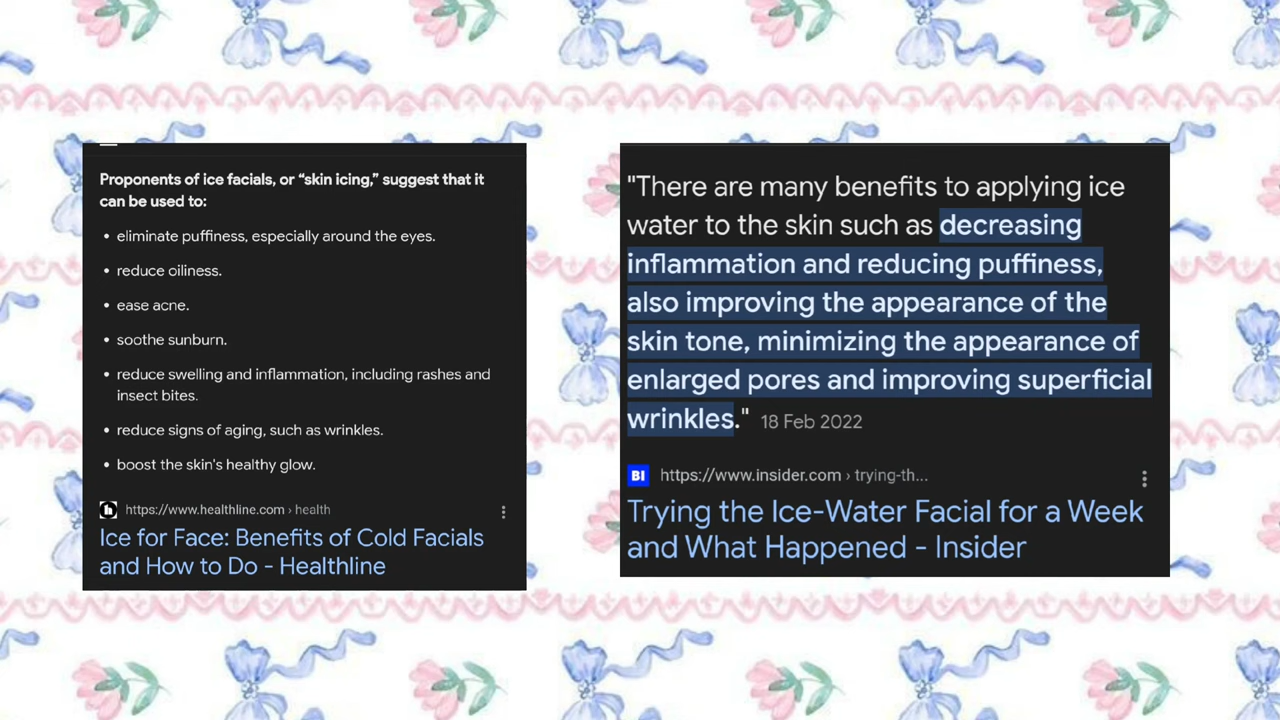 Proponents of ice facials, or “skin icing,” suggest that it
can be used to:
• eliminate puffiness, especially around the eyes.
• reduce oiliness.
• ease acne.
• soothe sunburn.
• reduce swelling and inflammation, including rashes and
insect bites.
• reduce signs of aging, such as wrinkles.
• boost the skin's healthy glow.
h https://www.healthline.com › health
Ice for Face: Benefits of Cold Facials
and How to Do - Healthline
"There are many benefits to applying ice
water to the skin such as decreasing
inflammation and reducing puffiness,
also improving the appearance of the
skin tone, minimizing the appearance of
enlarged pores and improving superficial
wrinkles." 18 Feb 2022
BI https://www.insider.com › trying-th...
Trying the Ice-Water Facial for a Week
and What Happened - Insider